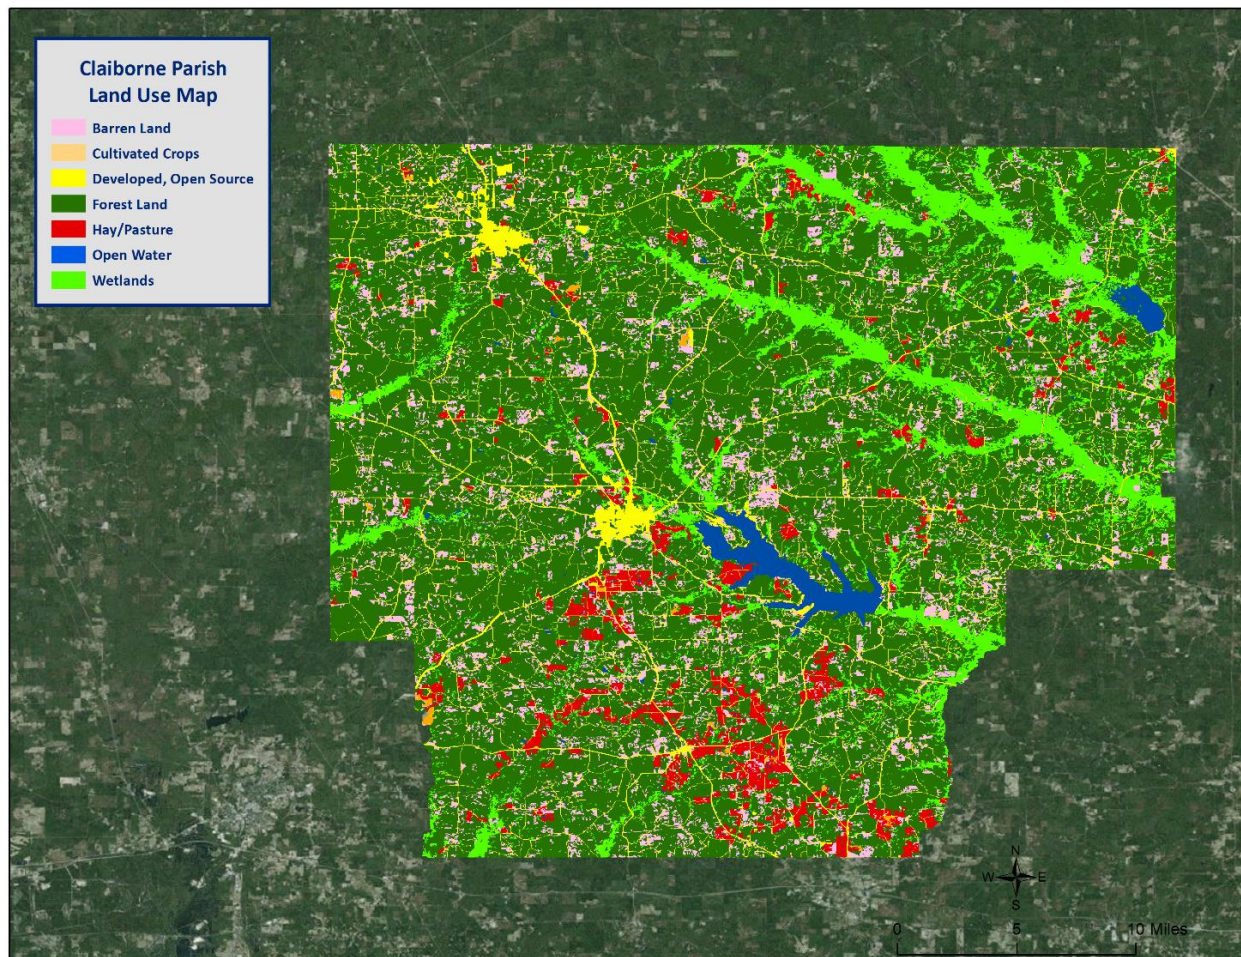 Claiborne Parish
Land Use Map
Barren Land
Cultivated Crops
Developed, Open Source
Forest Land
Hay/Pasture
Open Water
Wetlands
N
W E
S
0 5 10 Miles